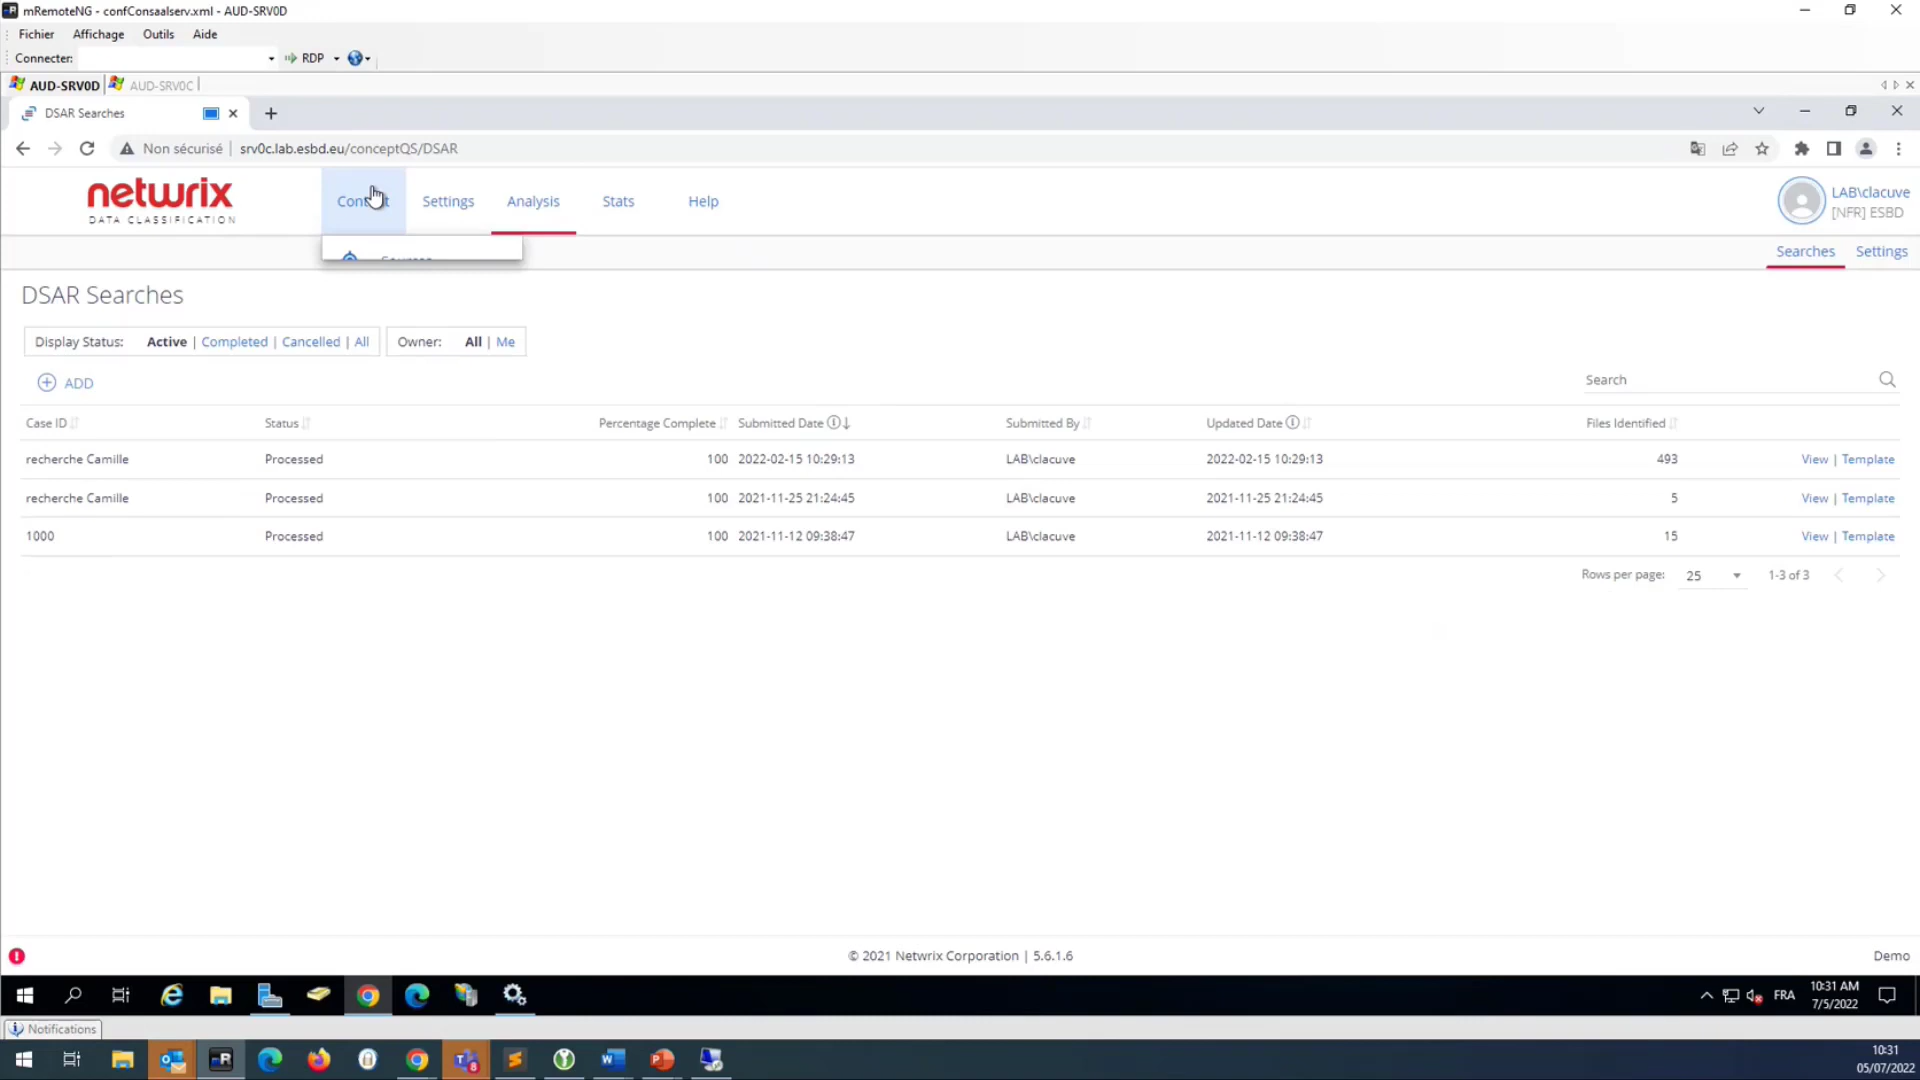 mRemoteNG - confConsaalserv.xml - AUD-SRV0D
Fichier Affichage Outils Aide
Connecter: RDP
AUD-SRV0D AUD-SRV0C
DSAR Searches
Non sécurisé srv0c.lab.esbd.eu/conceptQS/DSAR
netwrix
DATA CLASSIFICATION
Settings Analysis Stats Help
LAB\clacuve
[NFR] ESBD
Sources
Searches Settings
DSAR Searches
Display Status: Active | Completed | Cancelled | All Owner: All | Me
ADD
Search
Case ID Status Percentage Complete Submitted Date Submitted By Updated Date Files Identified
recherche Camille Processed 100 2022-02-15 10:29:13 LAB\clacuve 2022-02-15 10:29:13 493 View | Template
recherche Camille Processed 100 2021-11-25 21:24:45 LAB\clacuve 2021-11-25 21:24:45 5 View | Template
1000 Processed 100 2021-11-12 09:38:47 LAB\clacuve 2021-11-12 09:38:47 15 View | Template
Rows per page: 25 1-3 of 3
© 2021 Netwrix Corporation | 5.6.1.6
Demo
FRA
10:31 AM
7/5/2022
Notifications
10:31
05/07/2022